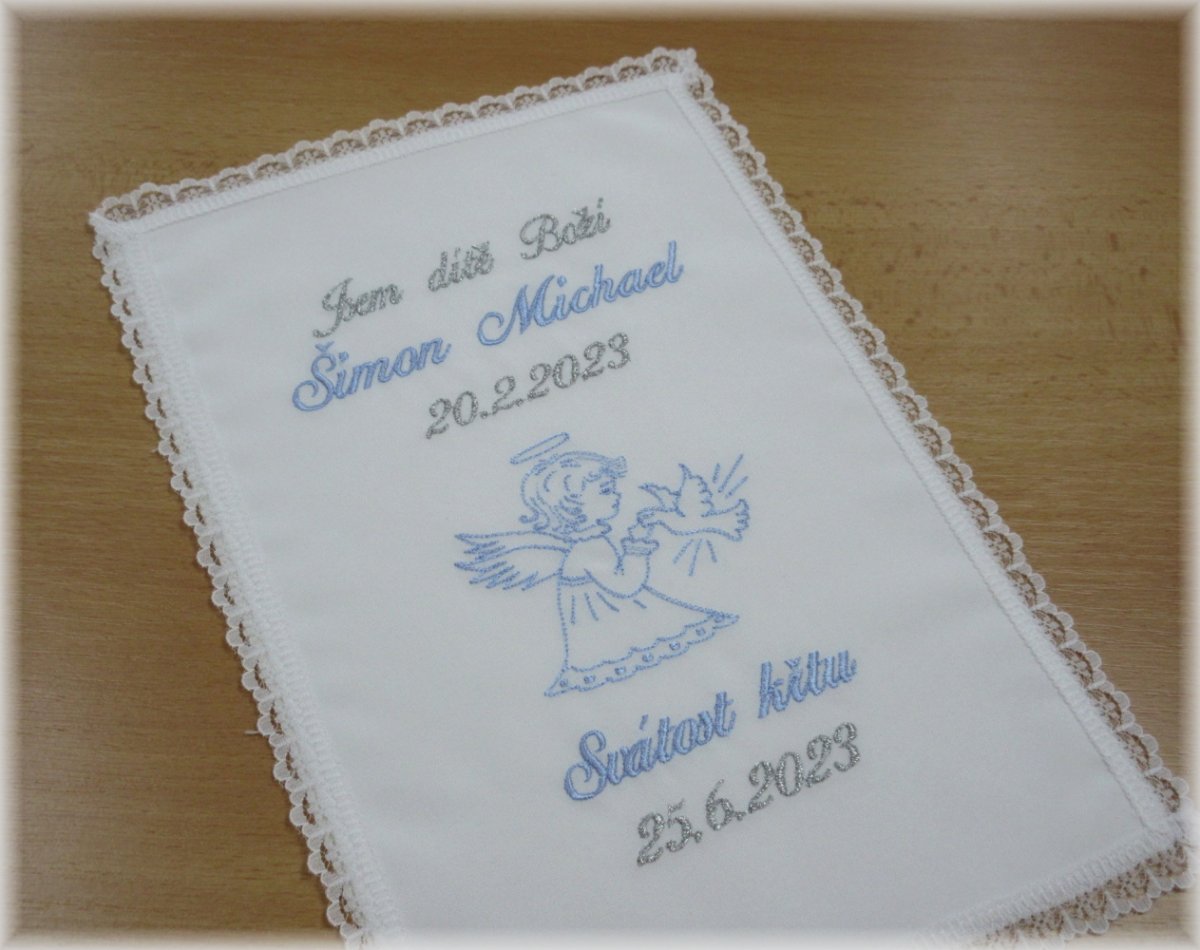 Jsem dítě Boží
Šimon Michael
20.2.2023
Svátost křtu
25.6.2023